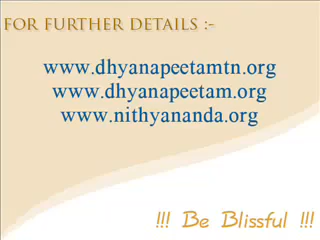 FOR FURTHER DETAILS :-
www.dhyanapeetamtn.org
www.dhyanapeetam.org
www.nithyananda.org
!!! Be Blissful !!!